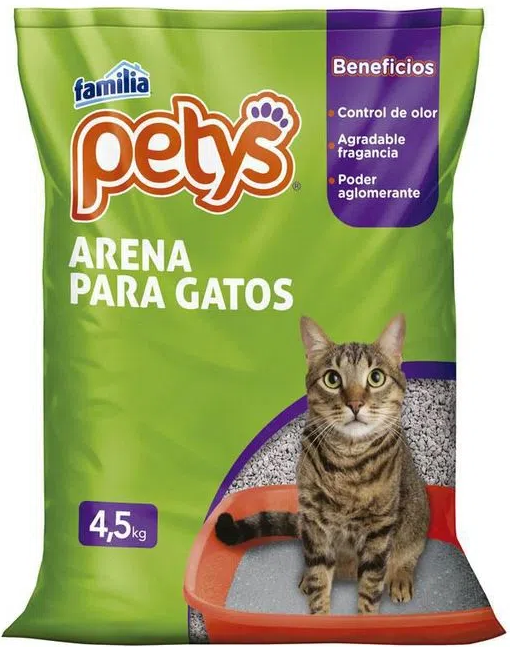 familia
petys®
ARENA
PARA GATOS
Beneficios
• Control de olor
• Agradable
fragancia
• Poder
aglomerante
4,5kg